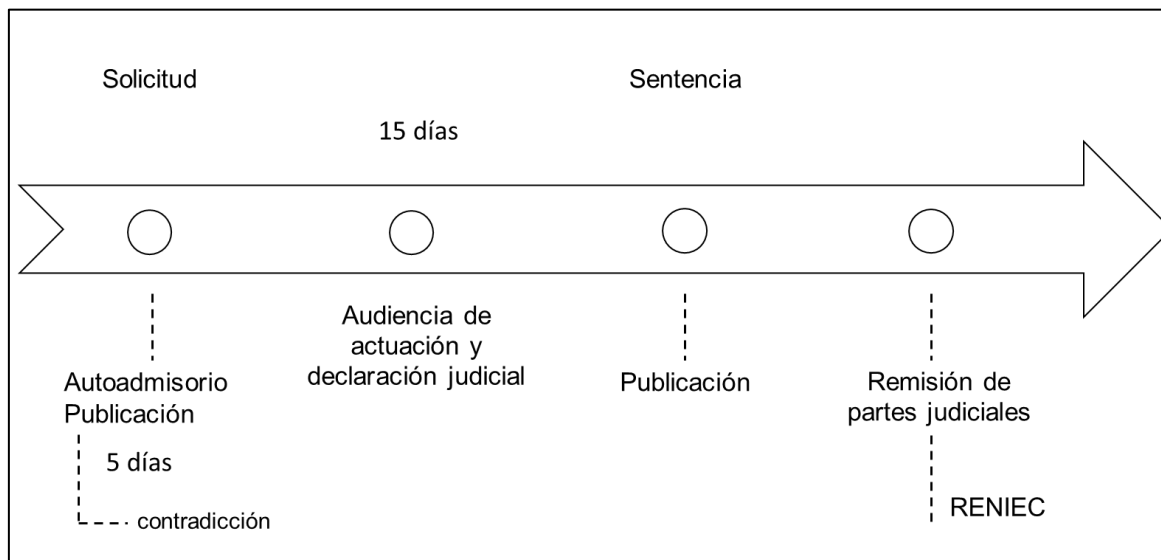 Solicitud
Sentencia
15 días
Autoadmisorio
Publicación
5 días
contradicción
Audiencia de
actuación y
declaración judicial
Publicación
Remisión de
partes judiciales
RENIEC